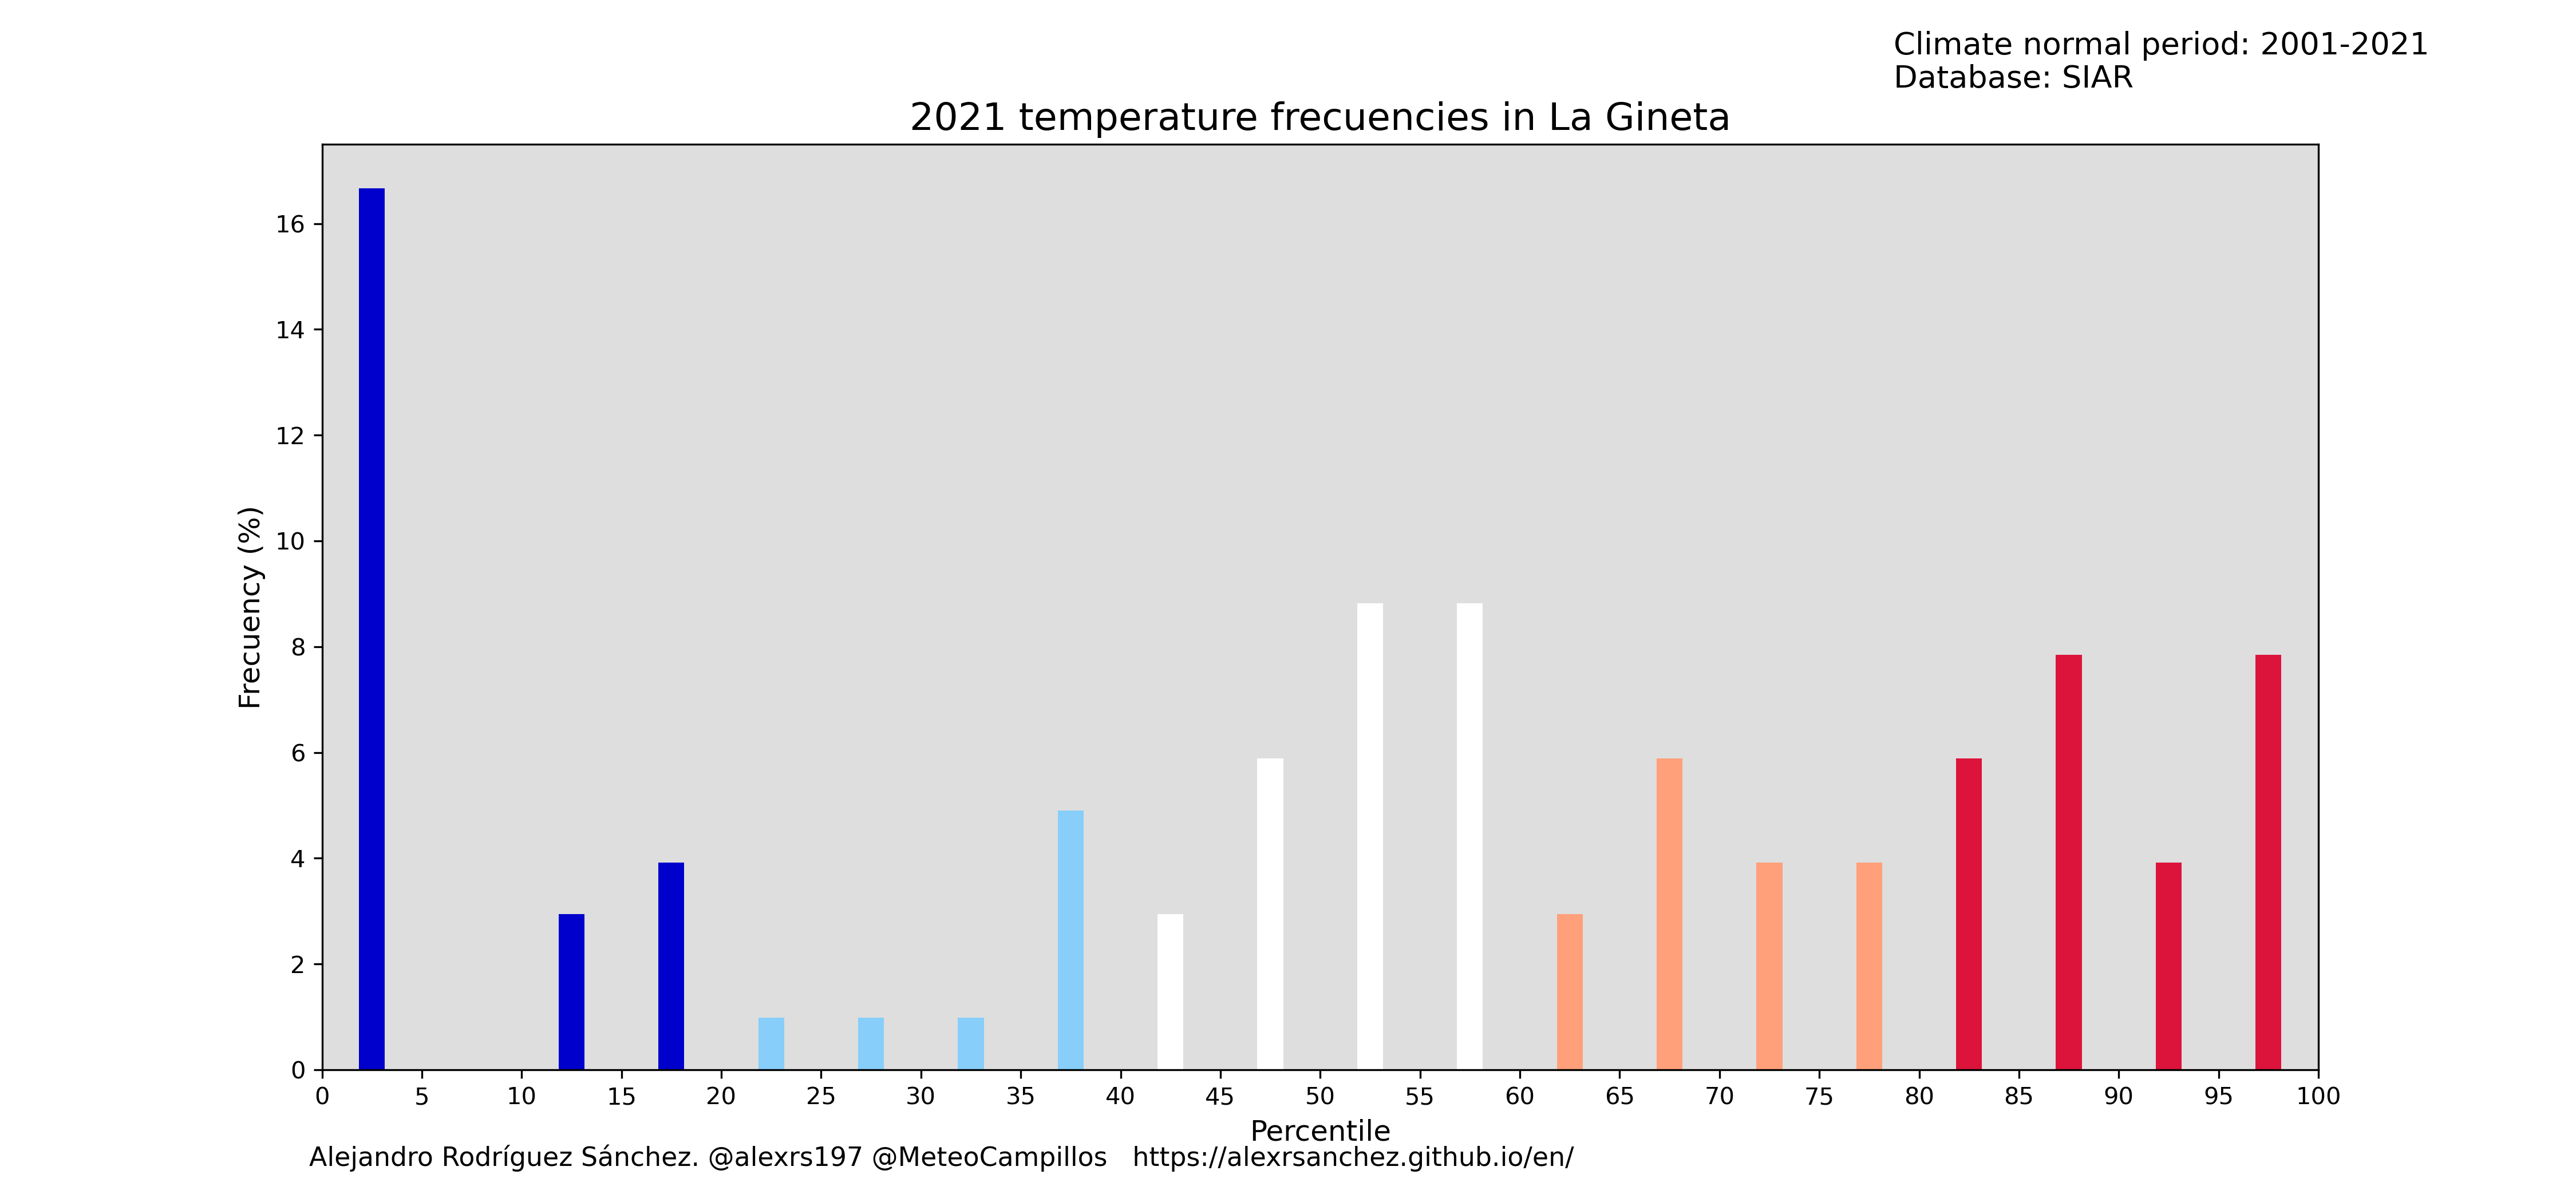 Climate normal period: 2001-2021
Database: SIAR
2021 temperature frecuencies in La Gineta
Frecuency (%)
16
14
12
10
8
6
4
2
0
0 5 10 15 20 25 30 35 40 45 50 55 60 65 70 75 80 85 90 95 100
Percentile
Alejandro Rodríguez Sánchez. @alexrs197 @MeteoCampillos https://alexrsanchez.github.io/en/